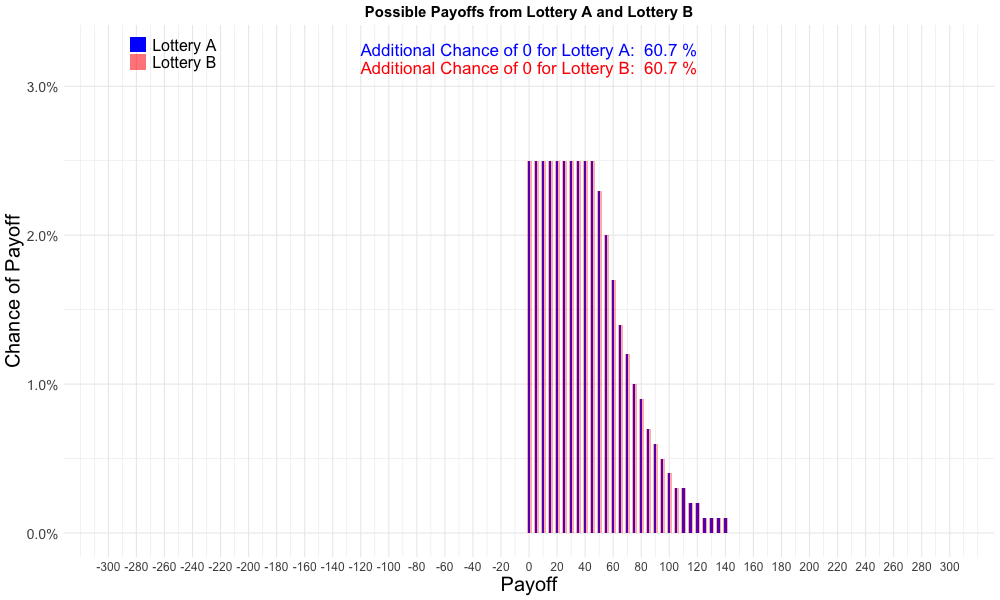 Possible Payoffs from Lottery A and Lottery B
Lottery A
Lottery B
Additional Chance of 0 for Lottery A:  60.7 %
Additional Chance of 0 for Lottery B:  60.7 %
Chance of Payoff
3.0%
2.0%
1.0%
0.0%
-300 -280 -260 -240 -220 -200 -180 -160 -140 -120 -100 -80 -60 -40 -20 0 20 40 60 80 100 120 140 160 180 200 220 240 260 280 300
Payoff